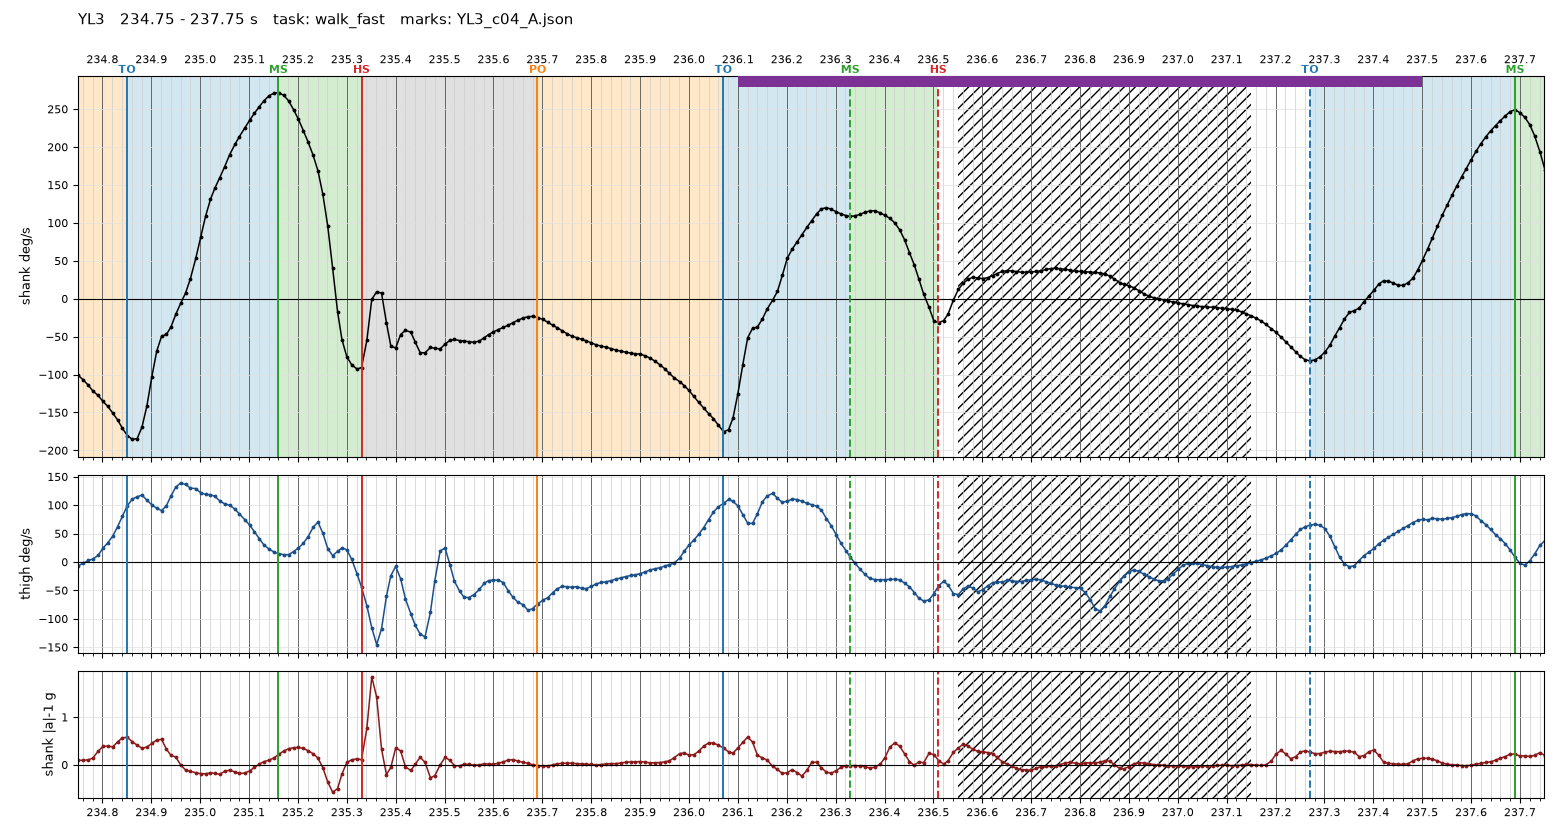 YL3   234.75 - 237.75 s   task: walk_fast   marks: YL3_c04_A.json
234.8 234.9 235.0 235.1 235.2 235.3 235.4 235.5 235.6 235.7 235.8 235.9 236.0 236.1 236.2 236.3 236.4 236.5 236.6 236.7 236.8 236.9 237.0 237.1 237.2 237.3 237.4 237.5 237.6 237.7
TO MS HS PO TO MS HS TO MS
shank deg/s
250
200
150
100
50
0
−50
−100
−150
−200
thigh deg/s
150
100
50
0
−50
−100
−150
shank |a|-1 g
1
0
234.8 234.9 235.0 235.1 235.2 235.3 235.4 235.5 235.6 235.7 235.8 235.9 236.0 236.1 236.2 236.3 236.4 236.5 236.6 236.7 236.8 236.9 237.0 237.1 237.2 237.3 237.4 237.5 237.6 237.7